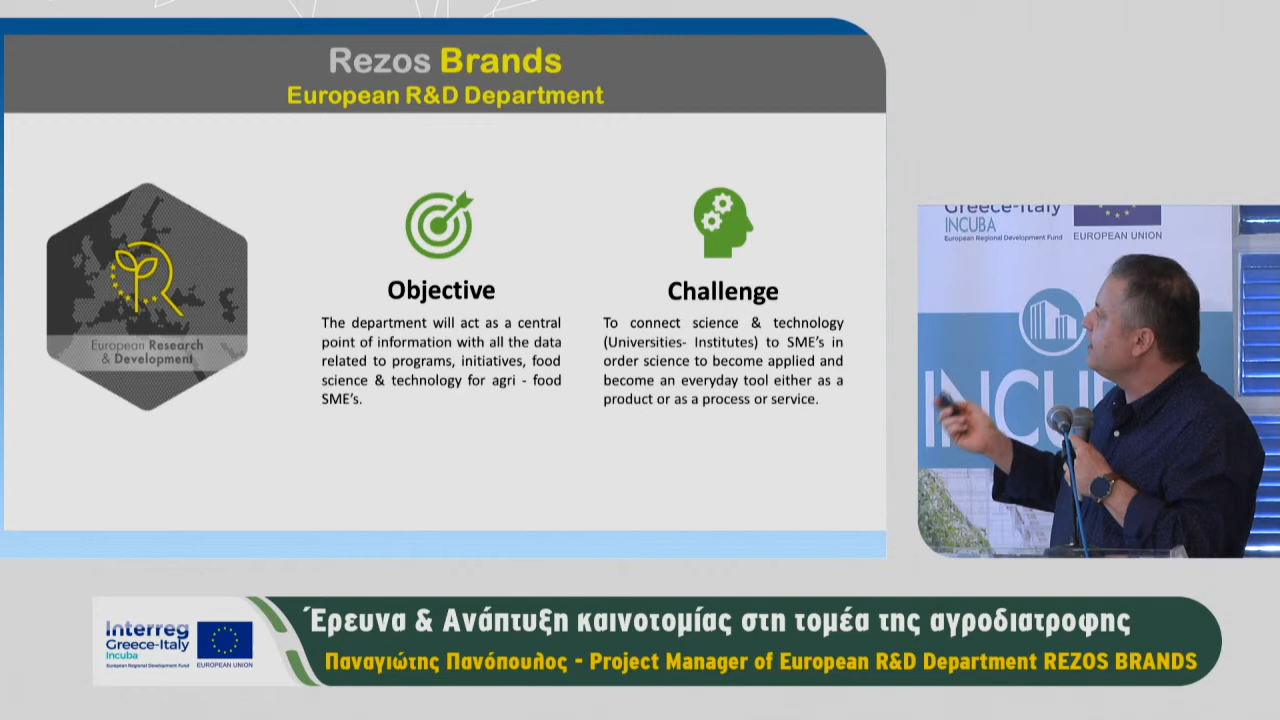 Rezos Brands
European R&D Department
European Research
& Development
Objective
The department will act as a central
point of information with all the data
related to programs, initiatives, food
science & technology for agri - food
SME's.
Challenge
To connect science & technology
(Universities- Institutes) to SME's in
order science to become applied and
become an everyday tool either as a
product or as a process or service.
Greece-Italy
INCUBA
European Regional Development Fund
EUROPEAN UNION
INCU
Interreg
Greece-Italy
Incuba
European Regional Development Fund
EUROPEAN UNION
Έρευνα & Ανάπτυξη καινοτομίας στη τομέα της αγροδιατροφης
Παναγιώτης Πανόπουλος - Project Manager of European R&D Department REZOS BRANDS